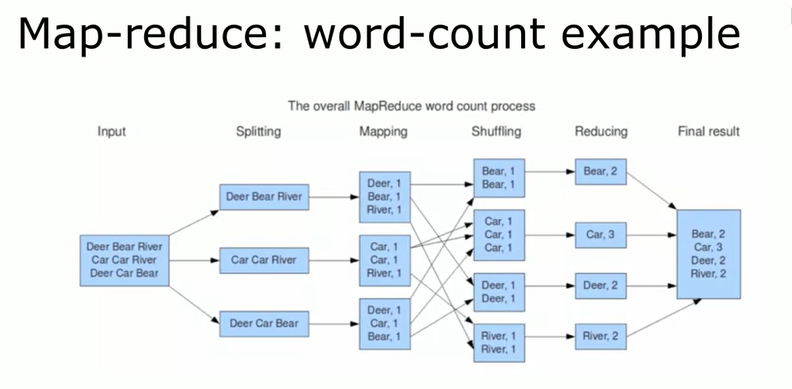 Map-reduce: word-count example
The overall MapReduce word count process
Input
Splitting
Mapping
Shuffling
Reducing
Final result
Deer Bear River
Car Car River
Deer Car Bear
Deer Bear River
Car Car River
Deer Car Bear
Deer, 1
Bear, 1
River, 1
Car, 1
Car, 1
River, 1
Deer, 1
Car, 1
Bear, 1
Bear, 1
Bear, 1
Car, 1
Car, 1
Car, 1
Deer, 1
Deer, 1
River, 1
River, 1
Bear, 2
Car, 3
Deer, 2
River, 2
Bear, 2
Car, 3
Deer, 2
River, 2